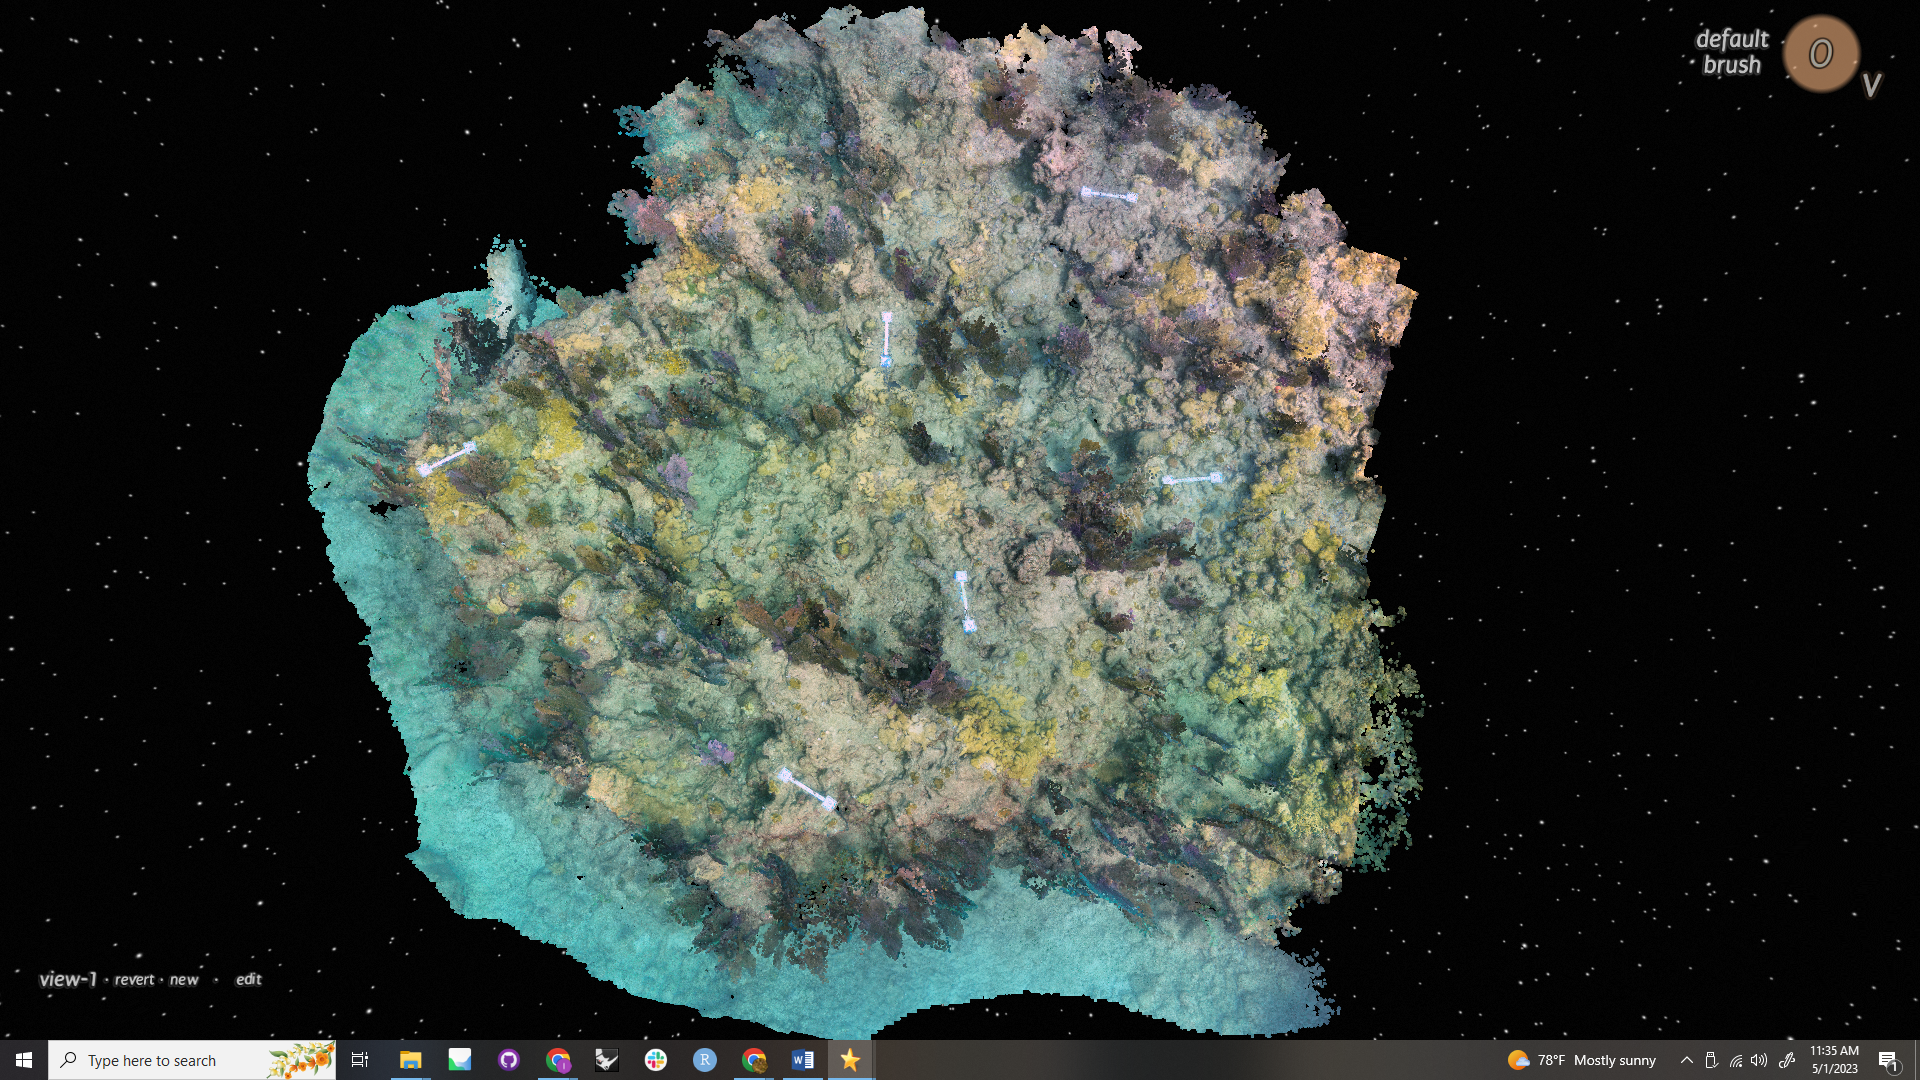 default
brush
0
V
view-1 · revert · new · edit
Type here to search
R
W
78°F Mostly sunny
11:35 AM
5/1/2023
1